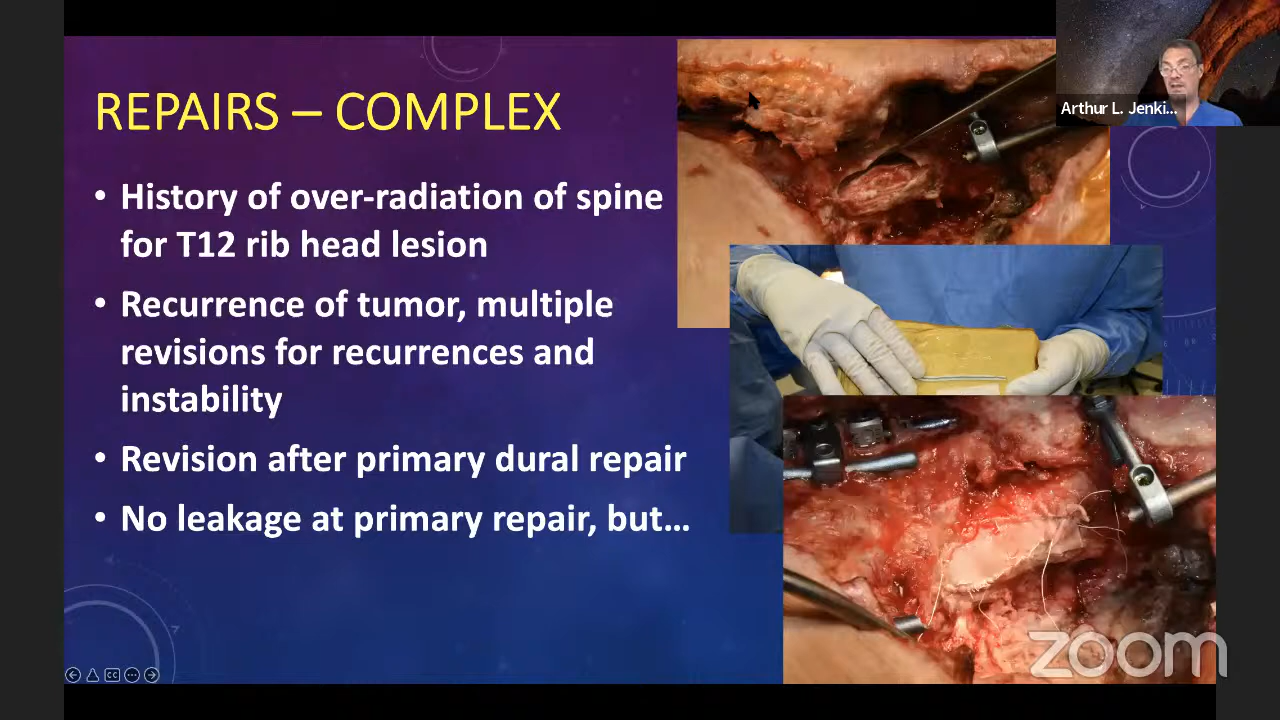 REPAIRS – COMPLEX
• History of over-radiation of spine
for T12 rib head lesion
• Recurrence of tumor, multiple
revisions for recurrences and
instability
• Revision after primary dural repair
• No leakage at primary repair, but…
Arthur L. Jenki...
CC
zoom